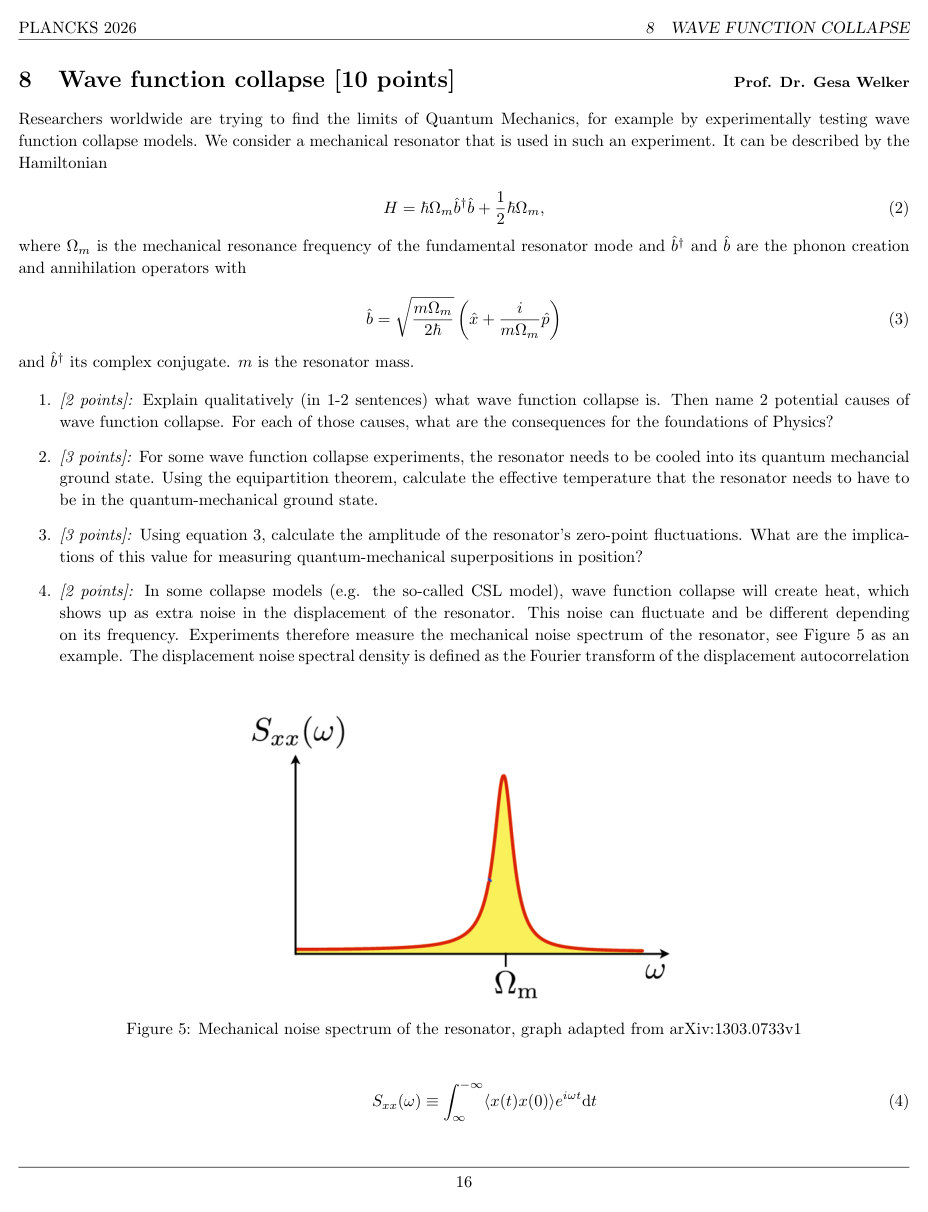 PLANCKS 2026 8 WAVE FUNCTION COLLAPSE
8 Wave function collapse [10 points] Prof. Dr. Gesa Welker
Researchers worldwide are trying to find the limits of Quantum Mechanics, for example by experimentally testing wave
function collapse models. We consider a mechanical resonator that is used in such an experiment. It can be described by the
Hamiltonian
H = ħΩₘb̂†b̂ + 1/2 ħΩₘ, (2)
where Ωₘ is the mechanical resonance frequency of the fundamental resonator mode and b̂† and b̂ are the phonon creation
and annihilation operators with
b̂ = √(mΩₘ/2ħ) (x̂ + i/(mΩₘ) p̂) (3)
and b̂† its complex conjugate. m is the resonator mass.
1. [2 points]: Explain qualitatively (in 1-2 sentences) what wave function collapse is. Then name 2 potential causes of
wave function collapse. For each of those causes, what are the consequences for the foundations of Physics?
2. [3 points]: For some wave function collapse experiments, the resonator needs to be cooled into its quantum mechancial
ground state. Using the equipartition theorem, calculate the effective temperature that the resonator needs to have to
be in the quantum-mechanical ground state.
3. [3 points]: Using equation 3, calculate the amplitude of the resonator's zero-point fluctuations. What are the implica-
tions of this value for measuring quantum-mechanical superpositions in position?
4. [2 points]: In some collapse models (e.g. the so-called CSL model), wave function collapse will create heat, which
shows up as extra noise in the displacement of the resonator. This noise can fluctuate and be different depending
on its frequency. Experiments therefore measure the mechanical noise spectrum of the resonator, see Figure 5 as an
example. The displacement noise spectral density is defined as the Fourier transform of the displacement autocorrelation
Sₓₓ(ω)
ω
Ωₘ
Figure 5: Mechanical noise spectrum of the resonator, graph adapted from arXiv:1303.0733v1
Sₓₓ(ω) ≡ ∫_∞^−∞ ⟨x(t)x(0)⟩e^{iωt}dt (4)
16